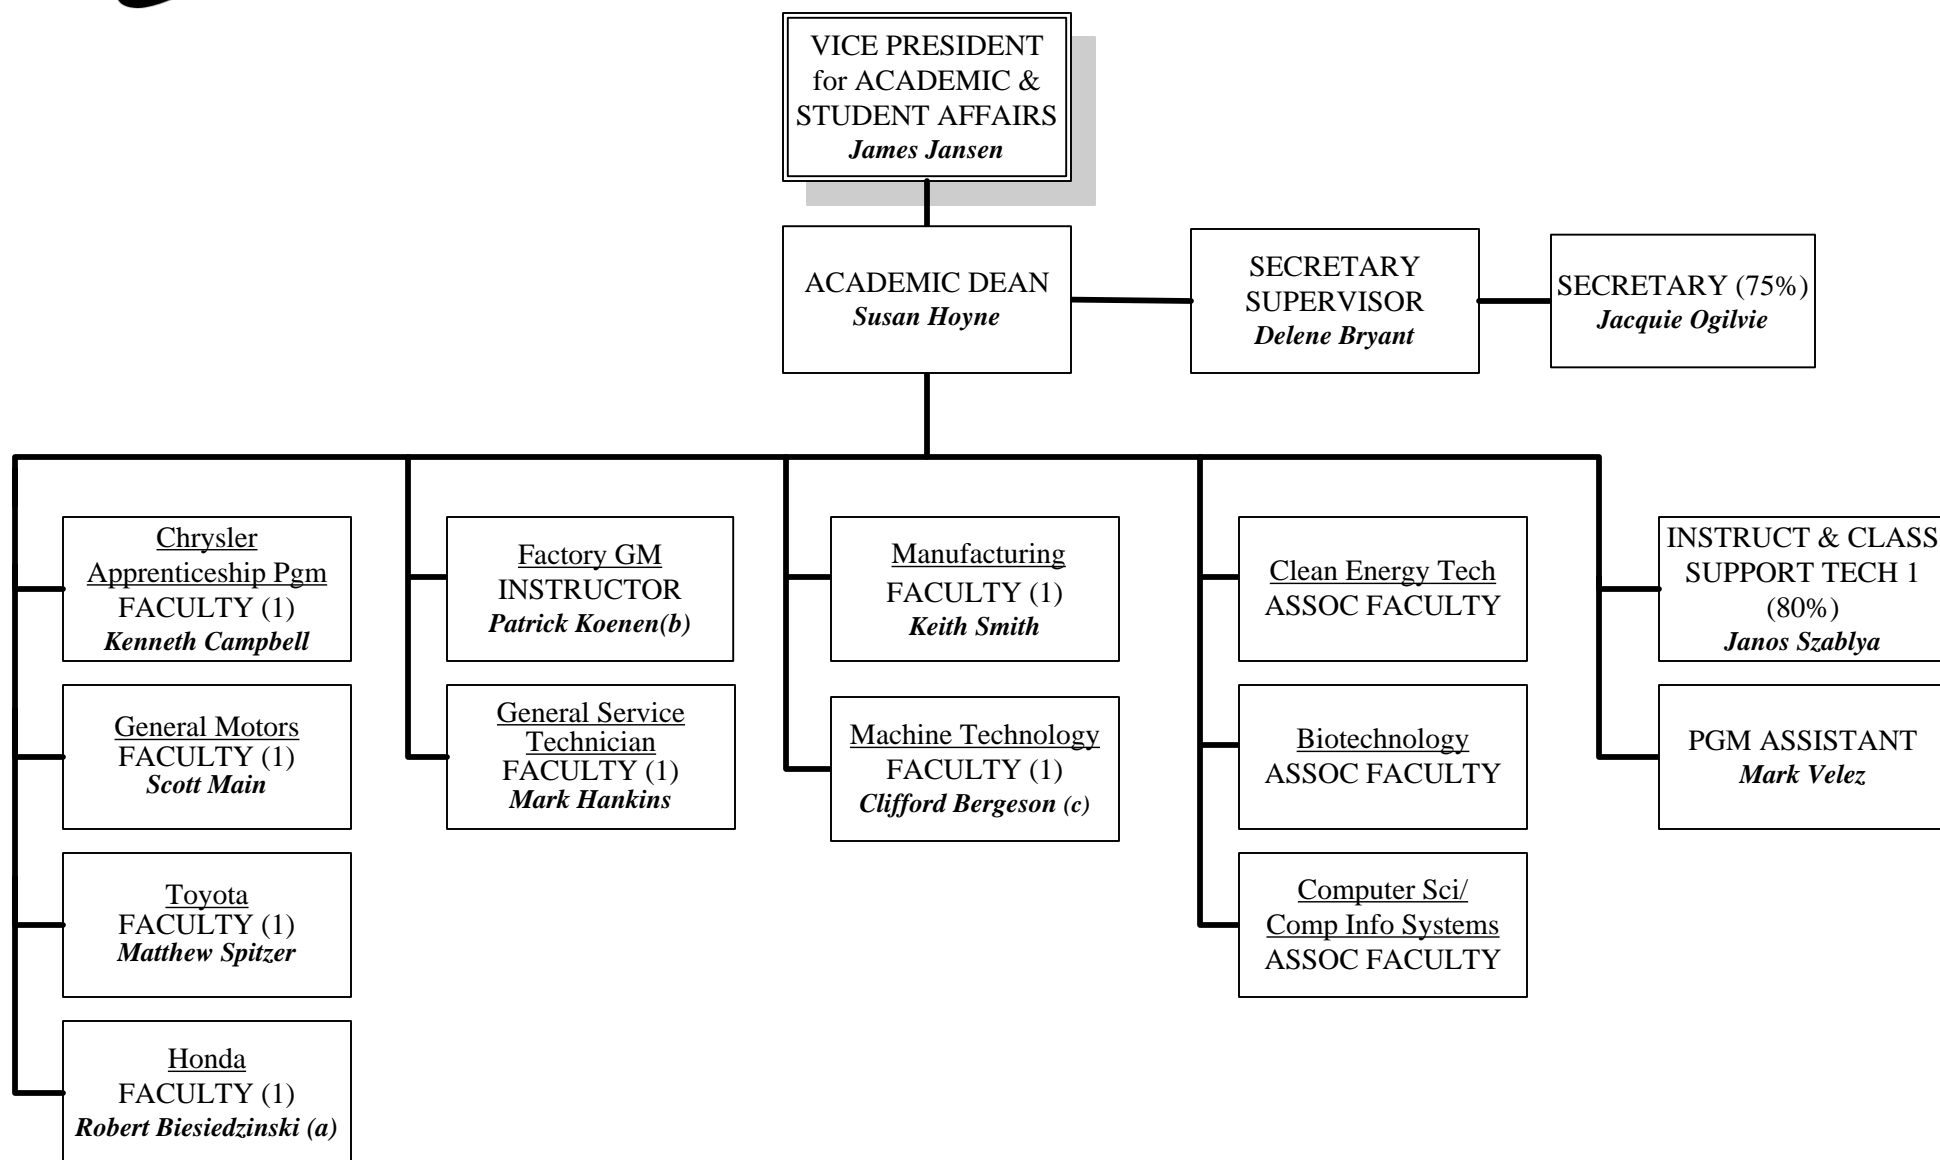 VICE PRESIDENT
for ACADEMIC &
STUDENT AFFAIRS
James Jansen
ACADEMIC DEAN
Susan Hoyne
SECRETARY
SUPERVISOR
Delene Bryant
SECRETARY (75%)
Jacquie Ogilvie
Chrysler
Apprenticeship Pgm
FACULTY (1)
Kenneth Campbell
General Motors
FACULTY (1)
Scott Main
Toyota
FACULTY (1)
Matthew Spitzer
Honda
FACULTY (1)
Robert Biesiedzinski (a)
Factory GM
INSTRUCTOR
Patrick Koenen(b)
General Service
Technician
FACULTY (1)
Mark Hankins
Manufacturing
FACULTY (1)
Keith Smith
Machine Technology
FACULTY (1)
Clifford Bergeson (c)
Clean Energy Tech
ASSOC FACULTY
Biotechnology
ASSOC FACULTY
Computer Sci/
Comp Info Systems
ASSOC FACULTY
INSTRUCT & CLASS
SUPPORT TECH 1
(80%)
Janos Szablya
PGM ASSISTANT
Mark Velez